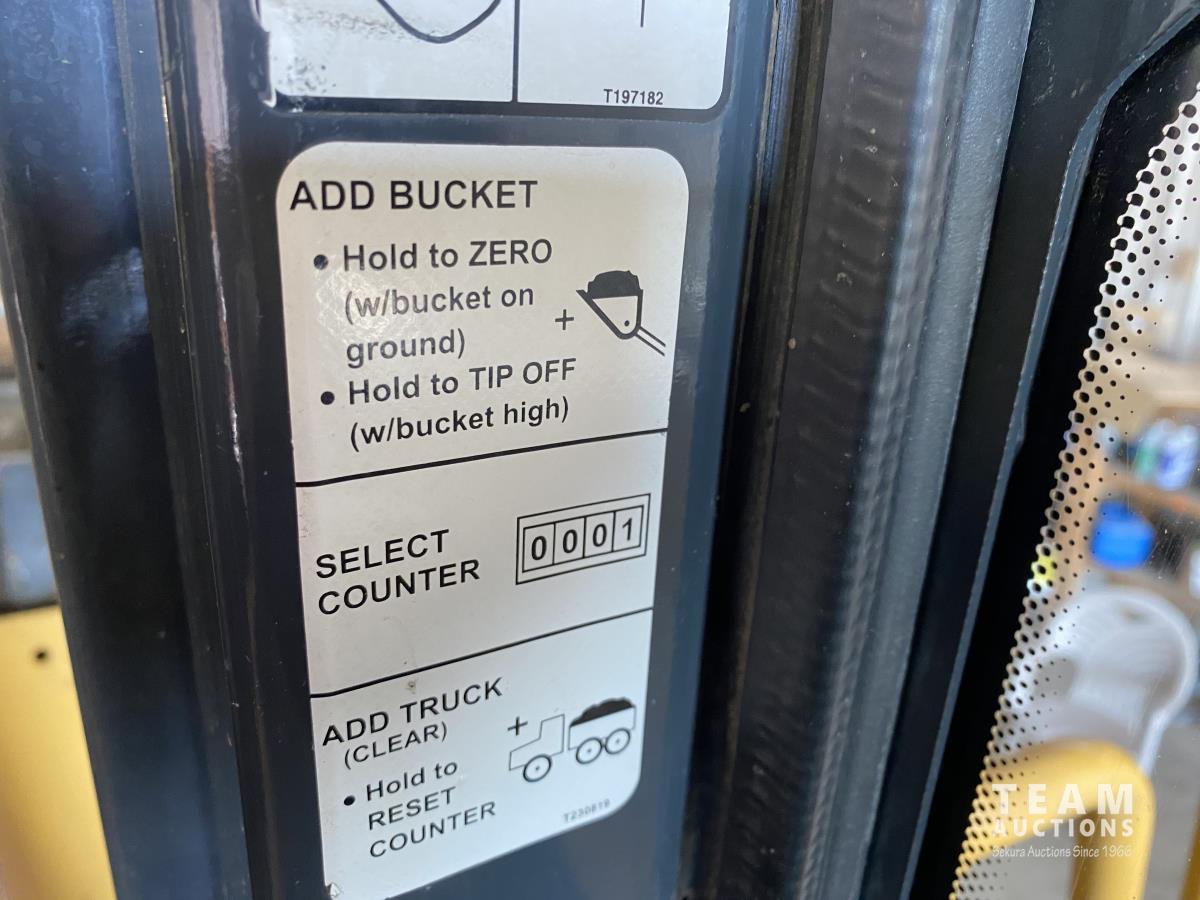 T197182
ADD BUCKET
• Hold to ZERO
(w/bucket on
ground)
+
• Hold to TIP OFF
(w/bucket high)
SELECT
COUNTER
0001
ADD TRUCK
(CLEAR)
+
• Hold to
RESET
COUNTER
T230819
TEAM
AUCTIONS
Sekura Auctions Since 1966